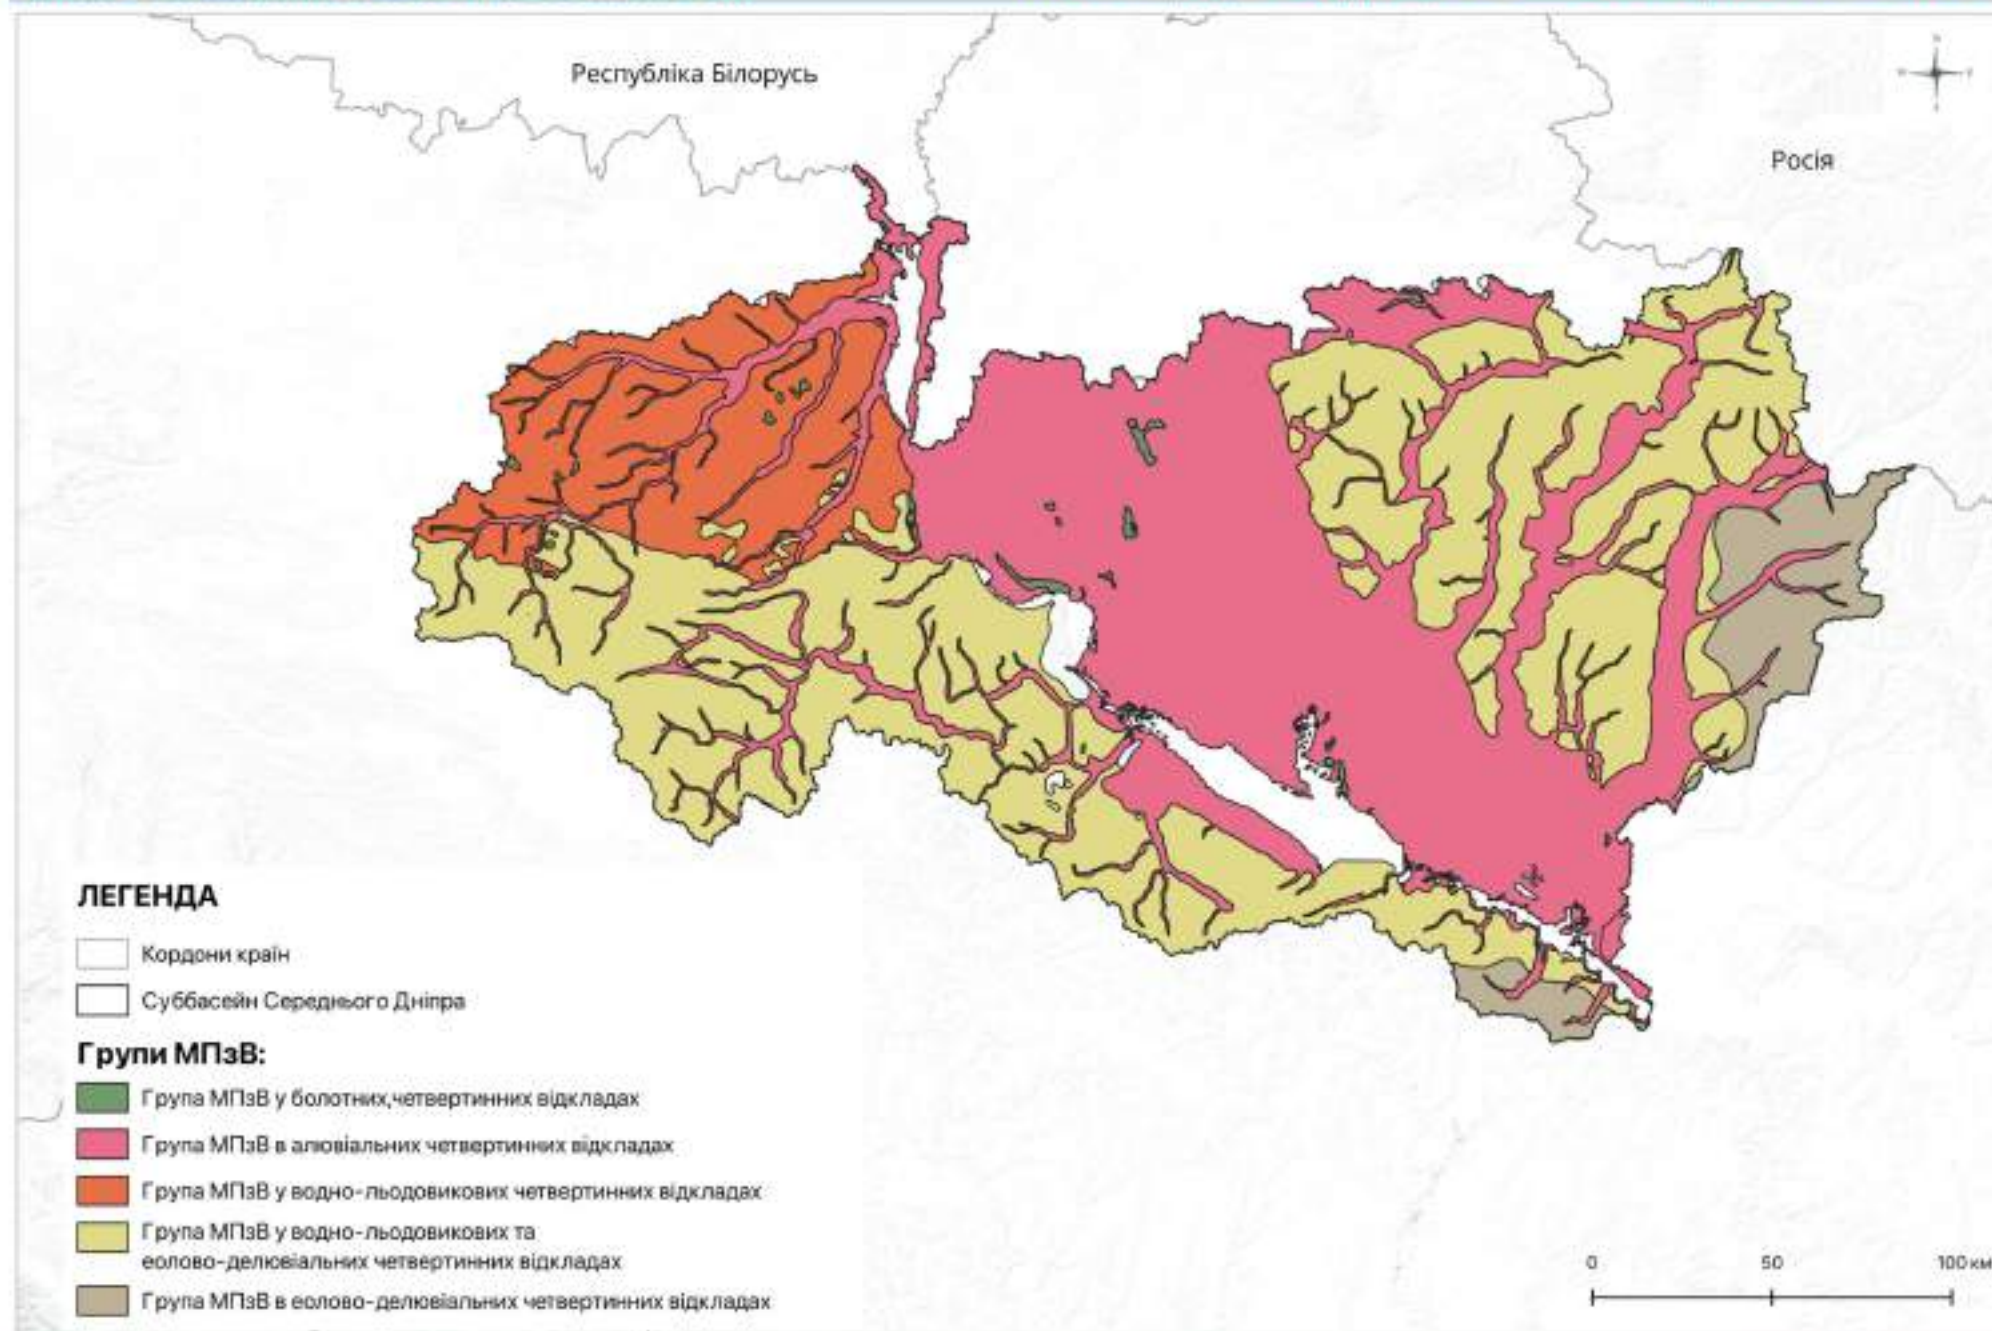 Республіка Білорусь
Росія
ЛЕГЕНДА
Кордони країн
Суббасейн Середнього Дніпра
Групи МПзВ:
Група МПзВ у болотних,четвертинних відкладах
Група МПзВ в алювіальних четвертинних відкладах
Група МПзВ у водно-льодовикових четвертинних відкладах
Група МПзВ у водно-льодовикових та
еолово-делювіальних четвертинних відкладах
Група МПзВ в еолово-делювіальних четвертинних відкладах
0 50 100 км